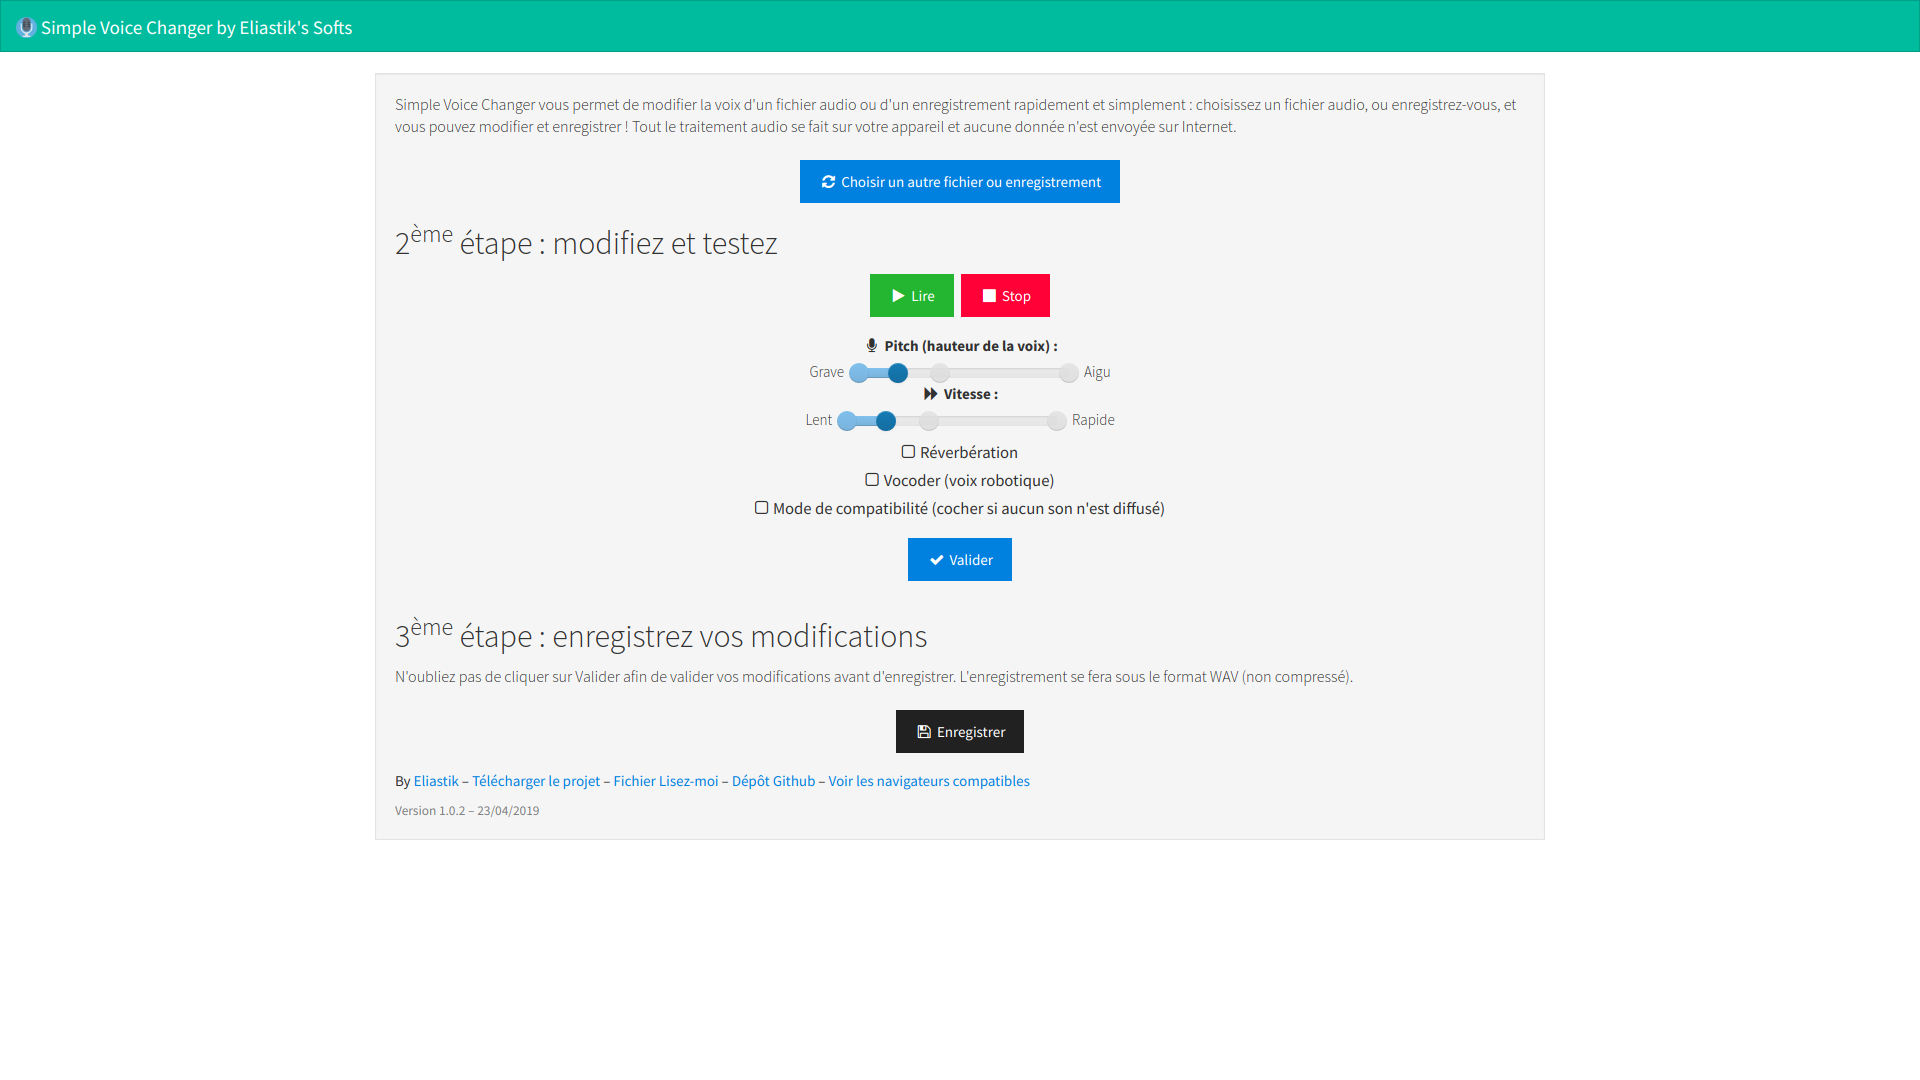 Simple Voice Changer by Eliastik's Softs
Simple Voice Changer vous permet de modifier la voix d'un fichier audio ou d'un enregistrement rapidement et simplement : choisissez un fichier audio, ou enregistrez-vous, et
vous pouvez modifier et enregistrer ! Tout le traitement audio se fait sur votre appareil et aucune donnée n'est envoyée sur Internet.
Choisir un autre fichier ou enregistrement
2ème étape : modifiez et testez
Lire Stop
Pitch (hauteur de la voix) :
Grave Aigu
Vitesse :
Lent Rapide
Réverbération
Vocoder (voix robotique)
Mode de compatibilité (cocher si aucun son n'est diffusé)
Valider
3ème étape : enregistrez vos modifications
N'oubliez pas de cliquer sur Valider afin de valider vos modifications avant d'enregistrer. L'enregistrement se fera sous le format WAV (non compressé).
Enregistrer
By Eliastik – Télécharger le projet – Fichier Lisez-moi – Dépôt Github – Voir les navigateurs compatibles
Version 1.0.2 – 23/04/2019